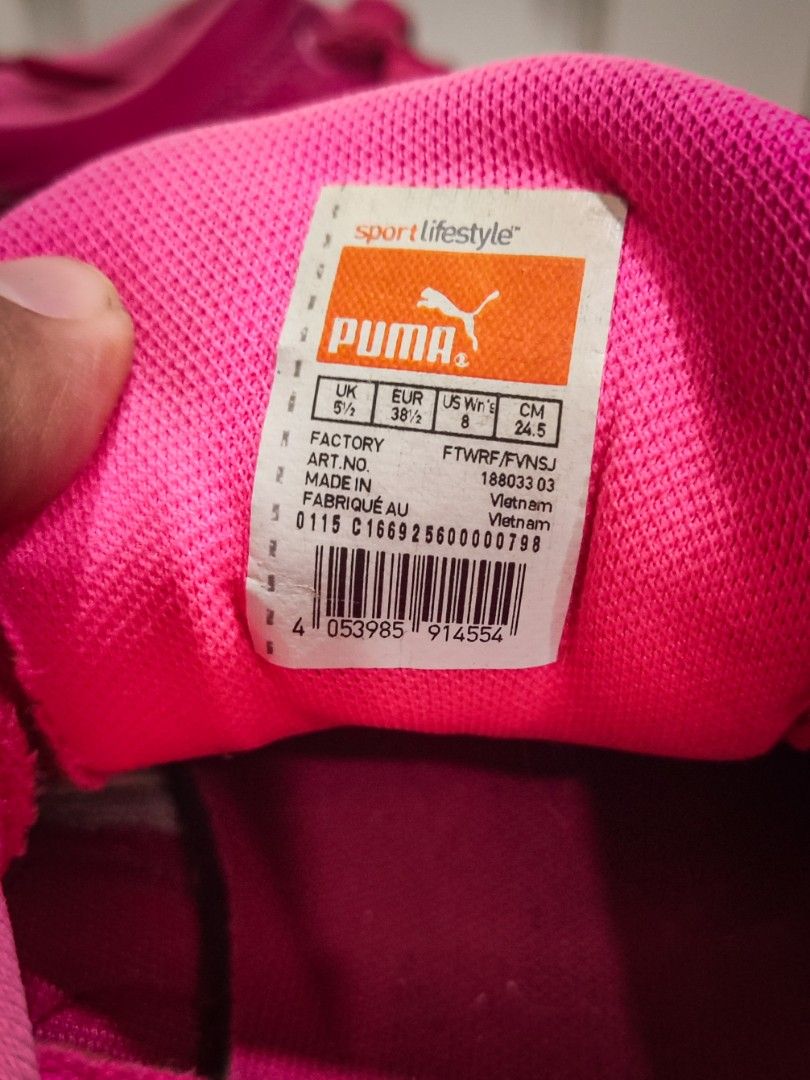 sportlifestyle™
PUMA®
UK EUR US Wn's CM
5½ 38½ 8 24.5
FACTORY FTWRF/FVNSJ
ART.NO. 188033 03
MADE IN Vietnam
FABRIQUÉ AU Vietnam
0115 C166925600000798
4 053985 914554